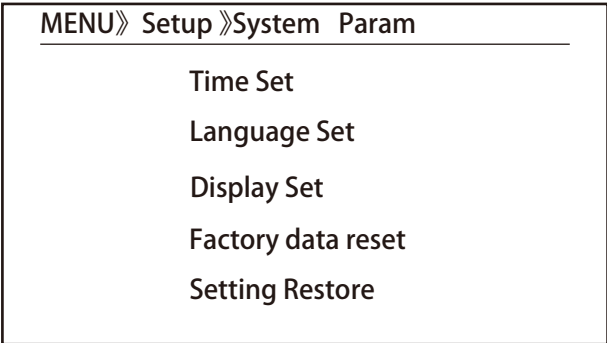 MENU》 Setup 》System Param
Time Set
Language Set
Display Set
Factory data reset
Setting Restore